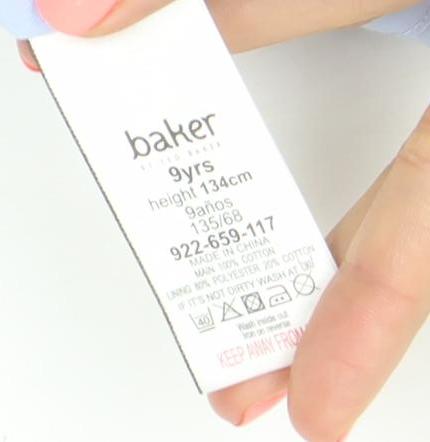 baker
BY TED BAKER
9yrs
height 134cm
9años
135/68
922-659-117
MADE IN CHINA
MAIN 100% COTTON
LINING 80% POLYESTER 20% COTTON
IF IT'S NOT DIRTY WASH AT
40
Wash inside out
Iron on reverse
KEEP AWAY FROM